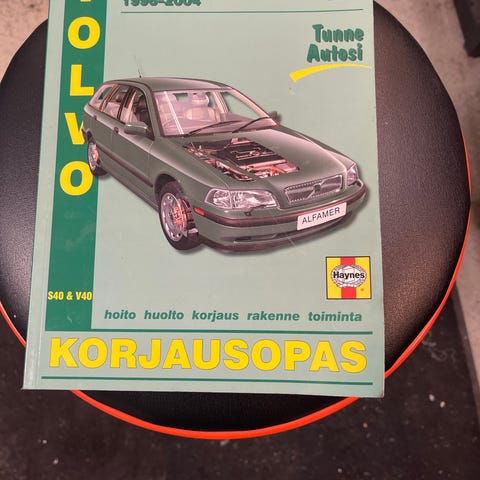 VOLVO
1996–2004
Tunne
Autosi
ALFAMER
Haynes
S40 & V40
hoito huolto korjaus rakenne toiminta
KORJAUSOPAS